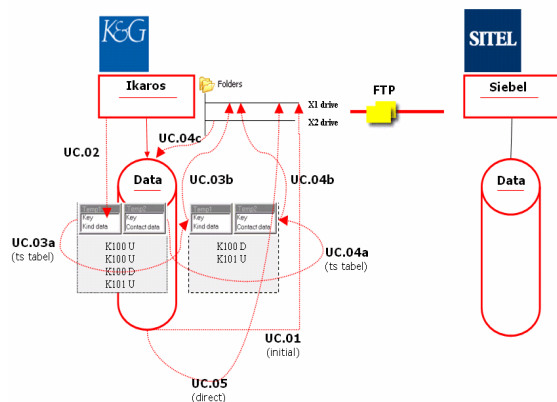 K&G
SITEL
Ikaros
Folders
X1 drive
X2 drive
FTP
Siebel
UC.02
UC.04c
UC.03b
UC.04b
Data
Data
Temp1
Key
Kind data
Temp2
Key
Contact data
Temp1
Key
Kind data
Temp2
Key
Contact data
UC.03a
(ts tabel)
K100 U
K100 U
K100 D
K101 U
K100 D
K101 U
UC.04a
(ts tabel)
UC.01
(initial)
UC.05
(direct)